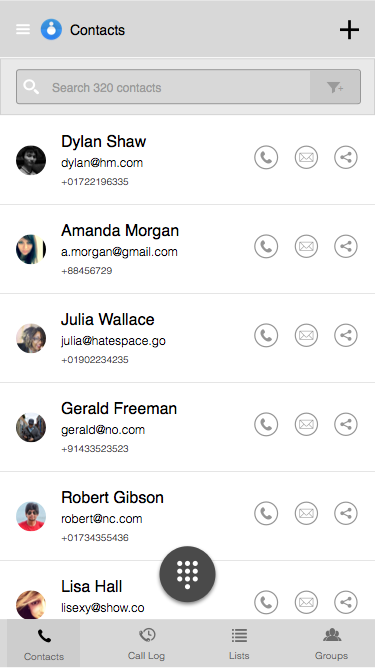 Contacts
Search 320 contacts
Dylan Shaw
dylan@hm.com
+01722196335
Amanda Morgan
a.morgan@gmail.com
+88456729
Julia Wallace
julia@hatespace.go
+01902234235
Gerald Freeman
gerald@no.com
+91433523523
Robert Gibson
robert@nc.com
+01734355436
Lisa Hall
lisexy@show.co
Contacts
Call Log
Lists
Groups